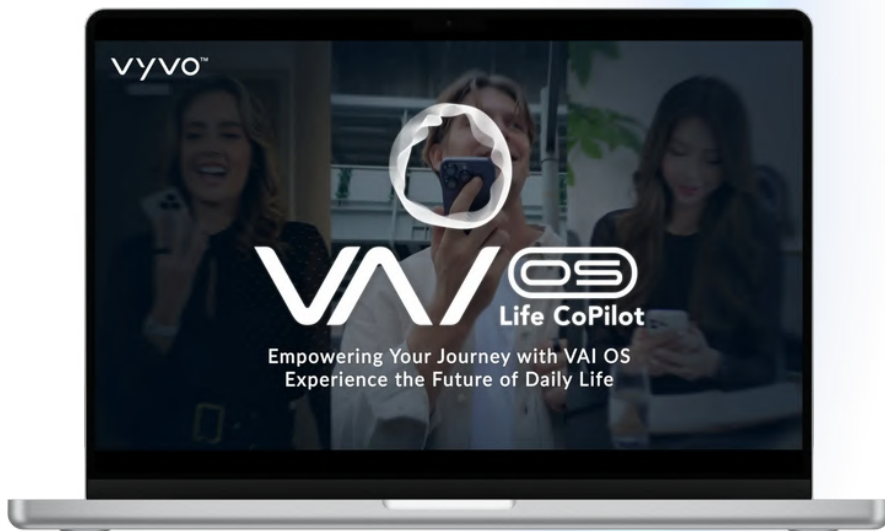 vyvo™
VAI OS
Life CoPilot
Empowering Your Journey with VAI OS
Experience the Future of Daily Life